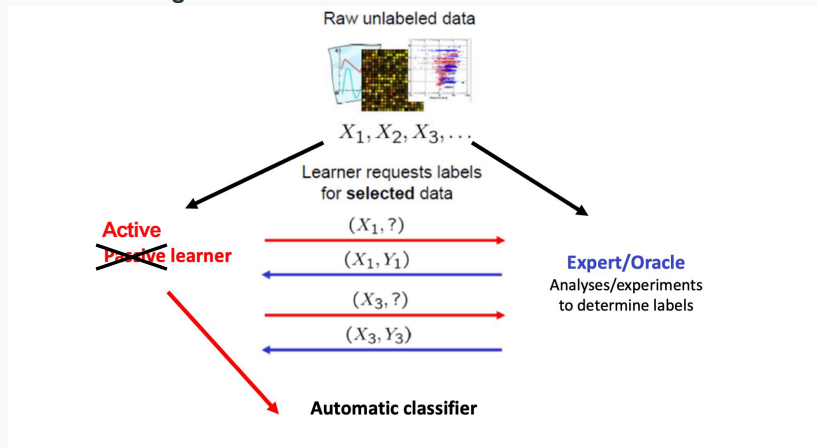 Raw unlabeled data
X₁, X₂, X₃, . . .
Learner requests labels
for selected data
Active
Passive learner
(X₁, ?)
(X₁, Y₁)
(X₃, ?)
(X₃, Y₃)
Expert/Oracle
Analyses/experiments
to determine labels
Automatic classifier